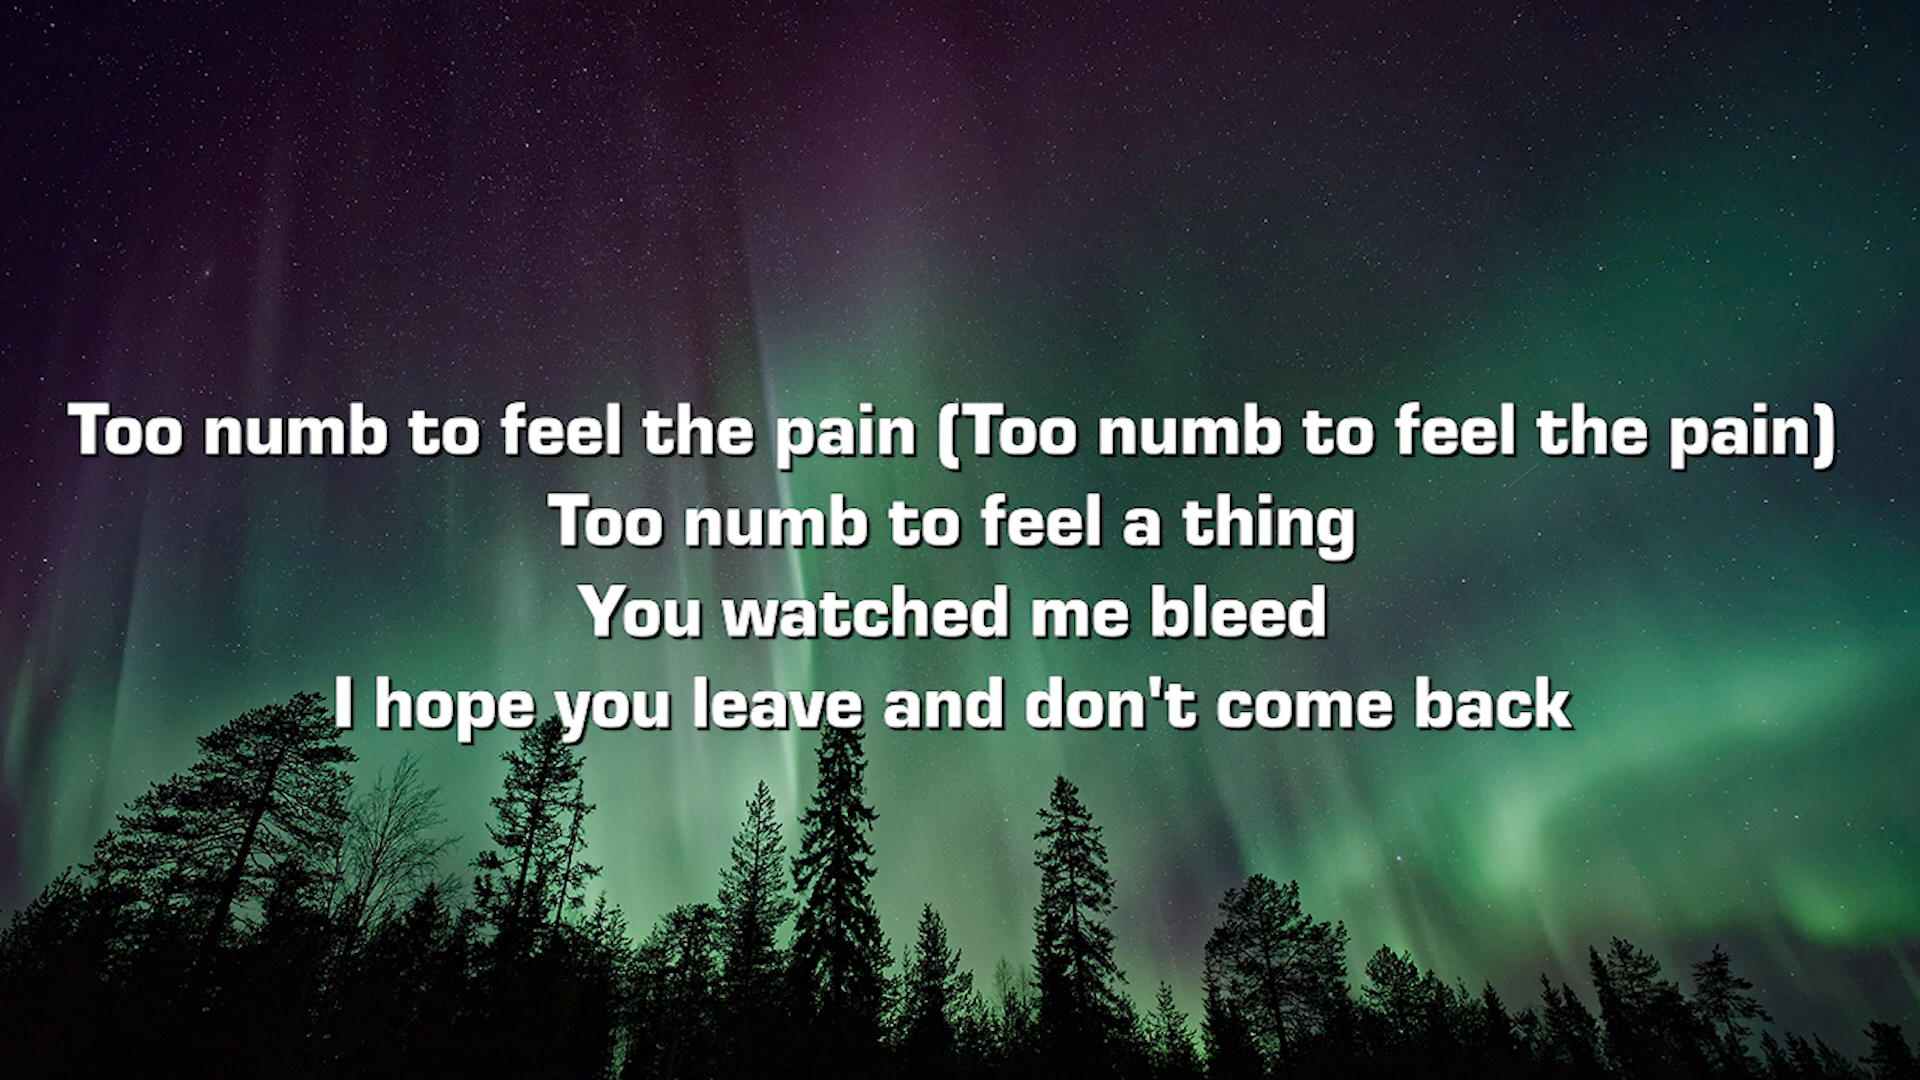 Too numb to feel the pain (Too numb to feel the pain)
Too numb to feel a thing
You watched me bleed
I hope you leave and don't come back